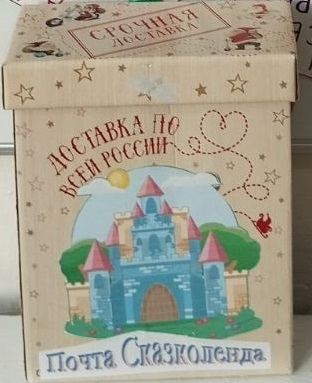 СРОЧНАЯ
ДОСТАВКА
ДОСТАВКА ПО
ВСЕЙ РОССИИ
Почта Сказколенда